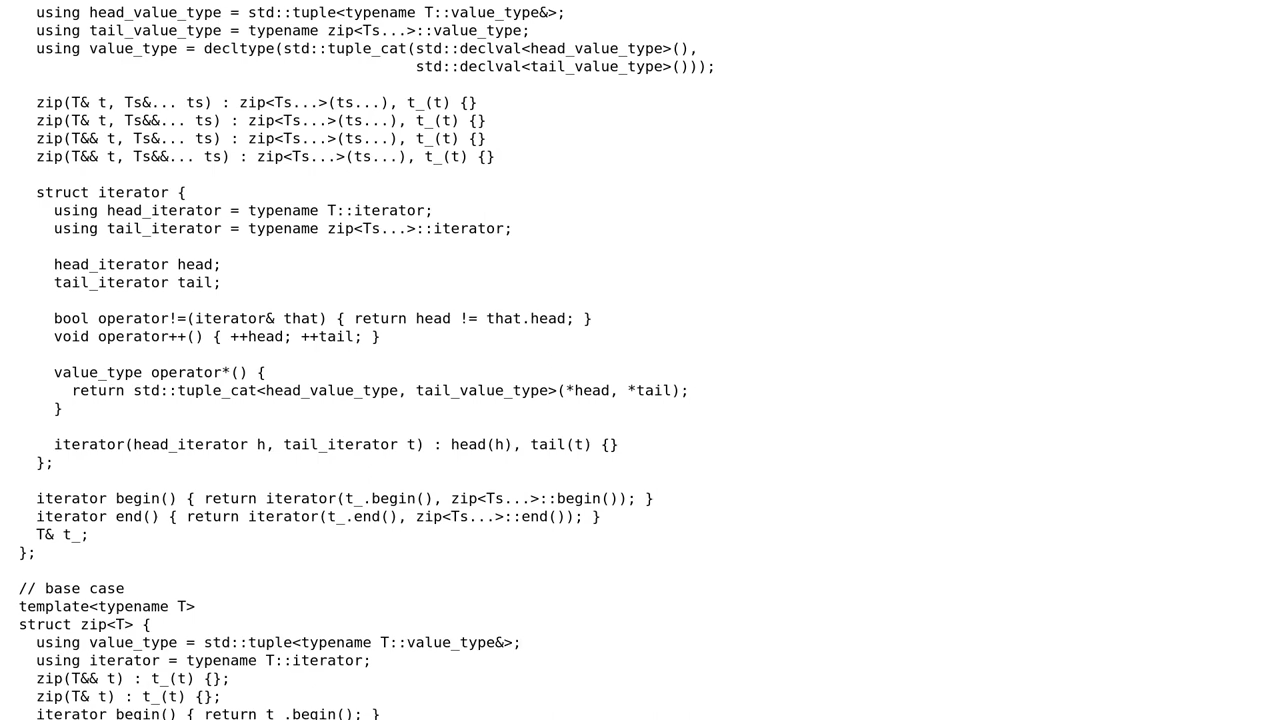 using head_value_type = std::tuple<typename T::value_type&>;
using tail_value_type = typename zip<Ts...>::value_type;
using value_type = decltype(std::tuple_cat(std::declval<head_value_type>(),
std::declval<tail_value_type>()));
zip(T& t, Ts&... ts) : zip<Ts...>(ts...), t_(t) {}
zip(T& t, Ts&&... ts) : zip<Ts...>(ts...), t_(t) {}
zip(T&& t, Ts&... ts) : zip<Ts...>(ts...), t_(t) {}
zip(T&& t, Ts&&... ts) : zip<Ts...>(ts...), t_(t) {}
struct iterator {
using head_iterator = typename T::iterator;
using tail_iterator = typename zip<Ts...>::iterator;
head_iterator head;
tail_iterator tail;
bool operator!=(iterator& that) { return head != that.head; }
void operator++() { ++head; ++tail; }
value_type operator*() {
return std::tuple_cat<head_value_type, tail_value_type>(*head, *tail);
}
iterator(head_iterator h, tail_iterator t) : head(h), tail(t) {}
};
iterator begin() { return iterator(t_.begin(), zip<Ts...>::begin()); }
iterator end() { return iterator(t_.end(), zip<Ts...>::end()); }
T& t_;
};
// base case
template<typename T>
struct zip<T> {
using value_type = std::tuple<typename T::value_type&>;
using iterator = typename T::iterator;
zip(T&& t) : t_(t) {};
zip(T& t) : t_(t) {};
iterator begin() { return t_.begin(); }